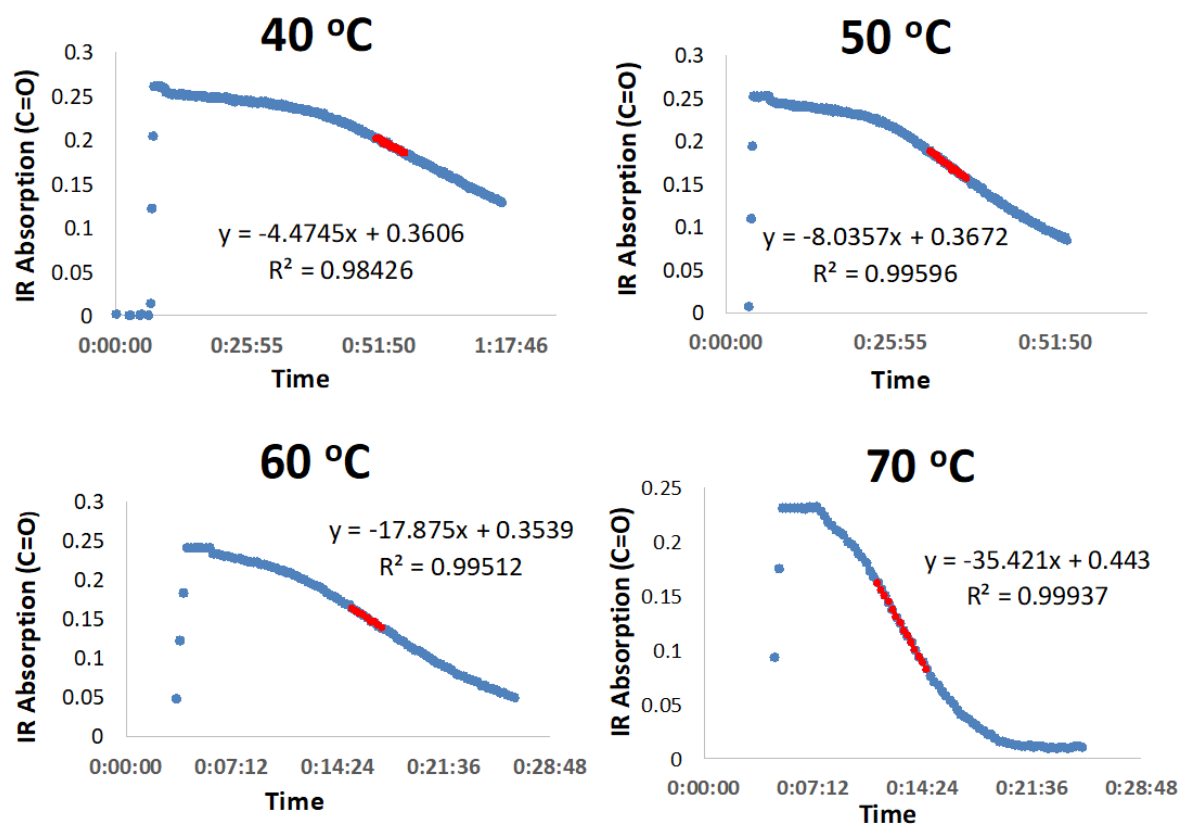 40 °C
IR Absorption (C=O)
0.3
0.25
0.2
0.15
0.1
0.05
0
y = -4.4745x + 0.3606
R² = 0.98426
0:00:00 0:25:55 0:51:50 1:17:46
Time
50 °C
IR Absorption (C=O)
0.3
0.25
0.2
0.15
0.1
0.05
0
y = -8.0357x + 0.3672
R² = 0.99596
0:00:00 0:25:55 0:51:50
Time
60 °C
IR Absorption (C=O)
0.3
0.25
0.2
0.15
0.1
0.05
0
y = -17.875x + 0.3539
R² = 0.99512
0:00:00 0:07:12 0:14:24 0:21:36 0:28:48
Time
70 °C
IR Absorption (C=O)
0.25
0.2
0.15
0.1
0.05
0
y = -35.421x + 0.443
R² = 0.99937
0:00:00 0:07:12 0:14:24 0:21:36 0:28:48
Time